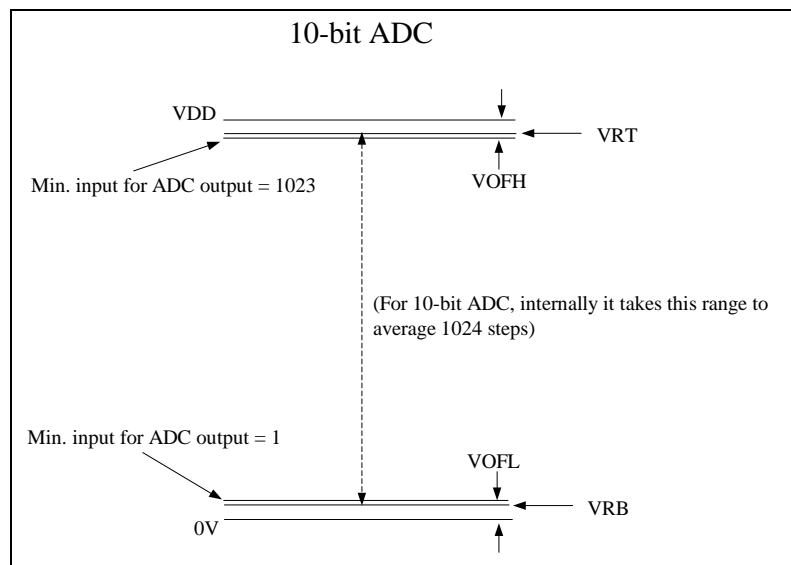 10-bit ADC
VDD
VRT
Min. input for ADC output = 1023
VOFH
(For 10-bit ADC, internally it takes this range to
average 1024 steps)
Min. input for ADC output = 1
VOFL
VRB
0V